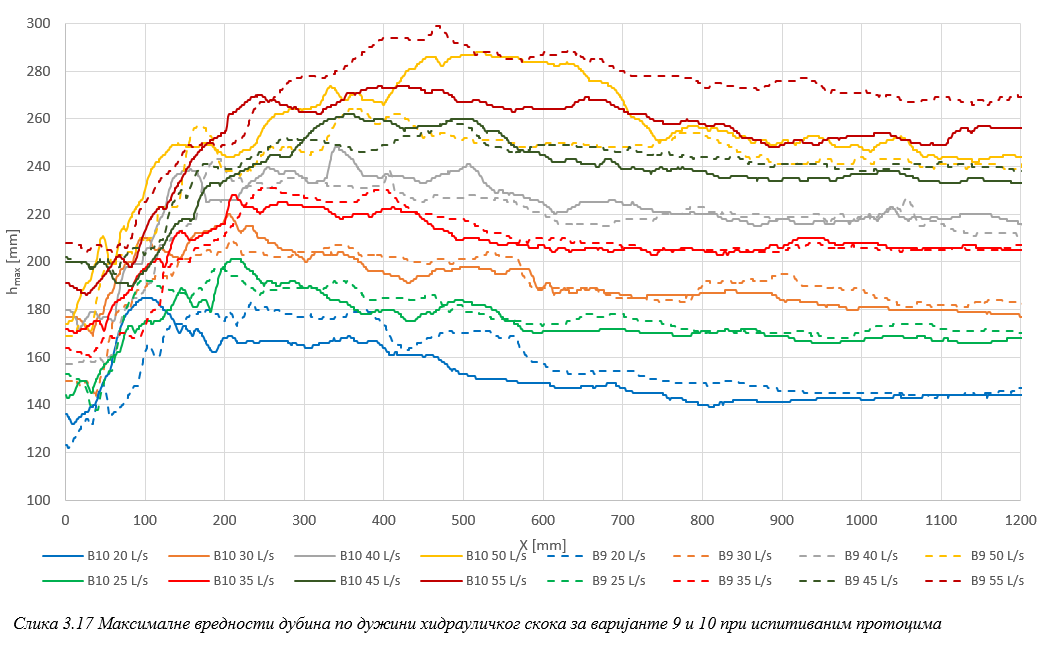 300
280
260
240
220
200
180
160
140
120
100
hmax [mm]
0 100 200 300 400 500 600 700 800 900 1000 1100 1200
X [mm]
B10 20 L/s B10 30 L/s B10 40 L/s B10 50 L/s B9 20 L/s B9 30 L/s B9 40 L/s B9 50 L/s
B10 25 L/s B10 35 L/s B10 45 L/s B10 55 L/s B9 25 L/s B9 35 L/s B9 45 L/s B9 55 L/s
Слика 3.17 Максималне вредности дубина по дужини хидрауличког скока за варијанте 9 и 10 при испитиваним протоцима